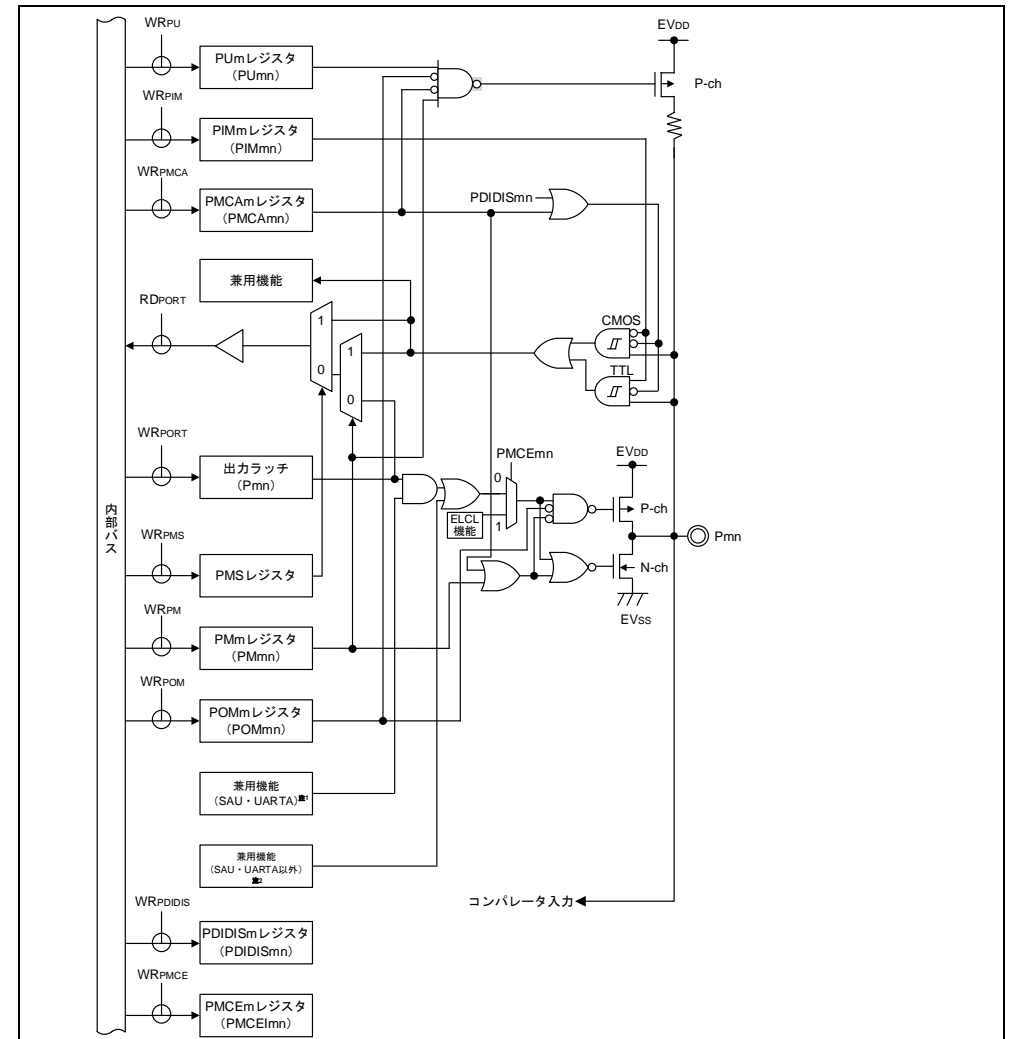 WRPU
PUmレジスタ
(PUmn)
EVDD
P-ch
WRPIM
PIMmレジスタ
(PIMmn)
WRPMCA
PMCAmレジスタ
(PMCAmn)
PDIDISmn
兼用機能
RDPORT
1
0
1
0
CMOS
TTL
WRPORT
出力ラッチ
(Pmn)
PMCEmn
0
1
ELCL
機能
EVDD
P-ch
Pmn
N-ch
EVSS
内部バス
WRPMS
PMSレジスタ
WRPM
PMmレジスタ
(PMmn)
WRPOM
POMmレジスタ
(POMmn)
兼用機能
(SAU・UARTA)注1
兼用機能
(SAU・UARTA以外)
注2
コンパレータ入力
WRPDIDIS
PDIDISmレジスタ
(PDIDISmn)
WRPMCE
PMCEmレジスタ
(PMCEImn)